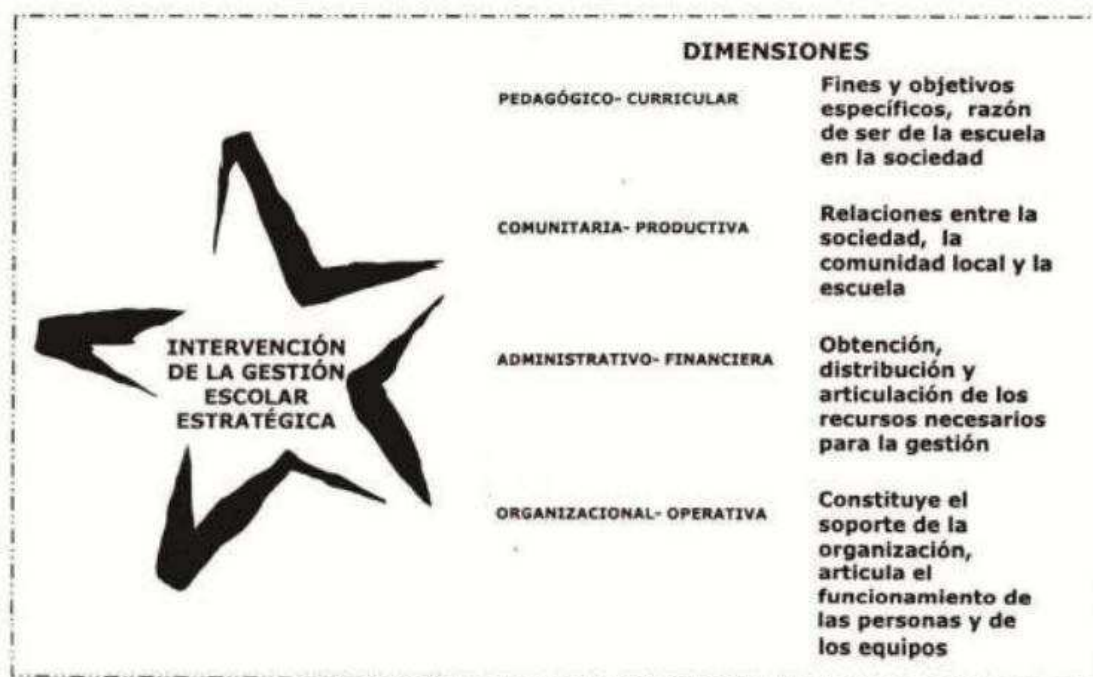 DIMENSIONES
INTERVENCIÓN
DE LA GESTIÓN
ESCOLAR
ESTRATÉGICA
PEDAGÓGICO- CURRICULAR
Fines y objetivos
específicos, razón
de ser de la escuela
en la sociedad
COMUNITARIA- PRODUCTIVA
Relaciones entre la
sociedad, la
comunidad local y la
escuela
ADMINISTRATIVO- FINANCIERA
Obtención,
distribución y
articulación de los
recursos necesarios
para la gestión
ORGANIZACIONAL- OPERATIVA
Constituye el
soporte de la
organización,
articula el
funcionamiento de
las personas y de
los equipos